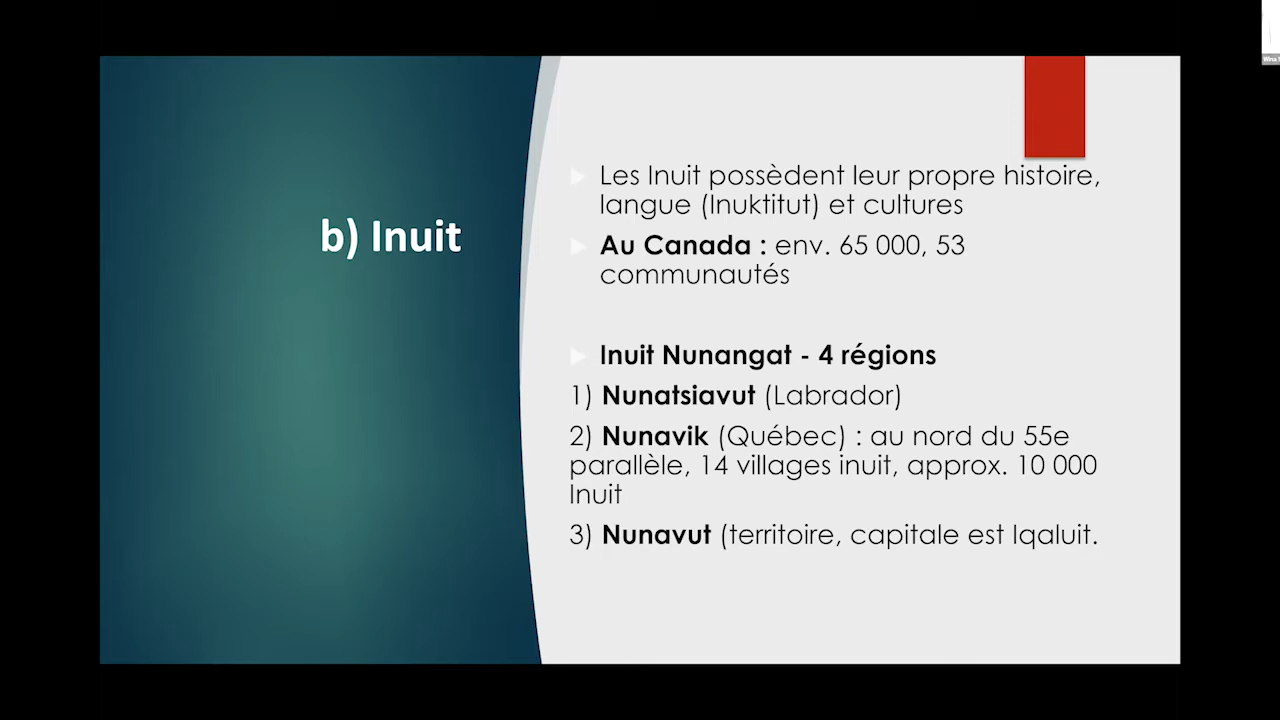 b) Inuit
Les Inuit possèdent leur propre histoire,
langue (Inuktitut) et cultures
Au Canada : env. 65 000, 53
communautés
Inuit Nunangat - 4 régions
1) Nunatsiavut (Labrador)
2) Nunavik (Québec) : au nord du 55e
parallèle, 14 villages inuit, approx. 10 000
Inuit
3) Nunavut (territoire, capitale est Iqaluit.